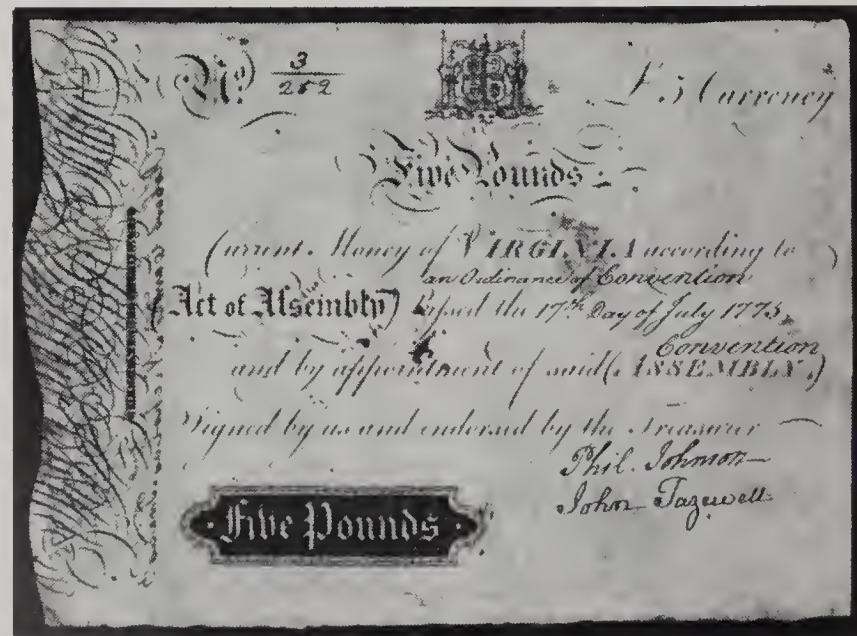 No. 3/252
£5 Currency
Five Pounds
Current Money of VIRGINIA according to
an Ordinance of Convention
(Act of Assembly) Passed the 17th Day of July 1775,
Convention
and by appointment of said (ASSEMBLY.)
Signed by us and endorsed by the Treasurer
Phil. Johnson
John Tazewell
Five Pounds